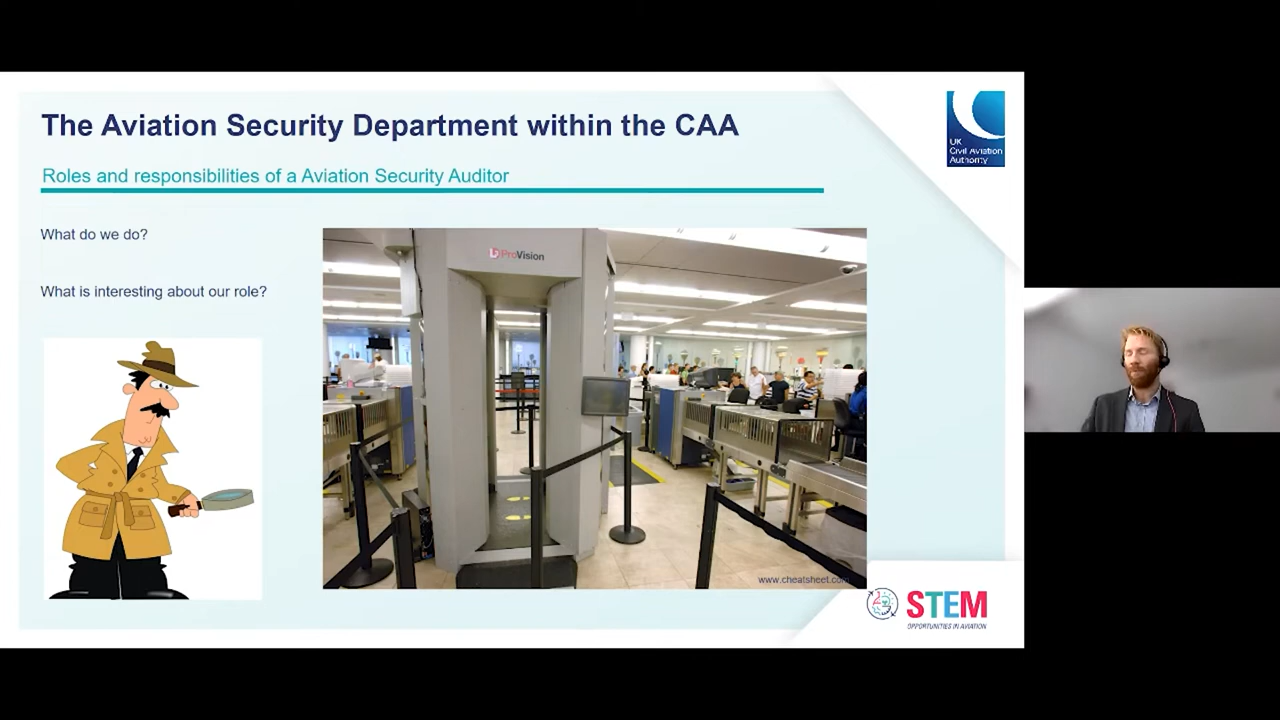 The Aviation Security Department within the CAA
Roles and responsibilities of a Aviation Security Auditor
UK
Civil Aviation
Authority
What do we do?
What is interesting about our role?
ProVision
www.cheatsheet.com
STEM
OPPORTUNITIES IN AVIATION